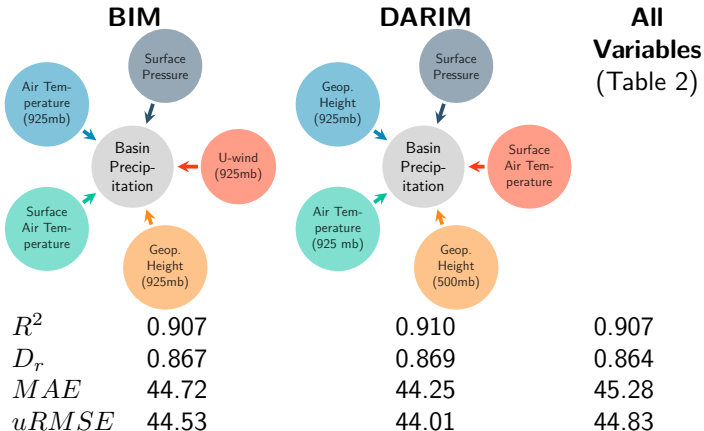 BIM
DARIM
All
Variables
(Table 2)
Surface
Pressure
Air Tem-
perature
(925mb)
Basin
Precip-
itation
U-wind
(925mb)
Surface
Air Tem-
perature
Geop.
Height
(925mb)
Surface
Pressure
Geop.
Height
(925mb)
Basin
Precip-
itation
Surface
Air Tem-
perature
Air Tem-
perature
(925 mb)
Geop.
Height
(500mb)
R² 0.907 0.910 0.907
D_r 0.867 0.869 0.864
MAE 44.72 44.25 45.28
uRMSE 44.53 44.01 44.83